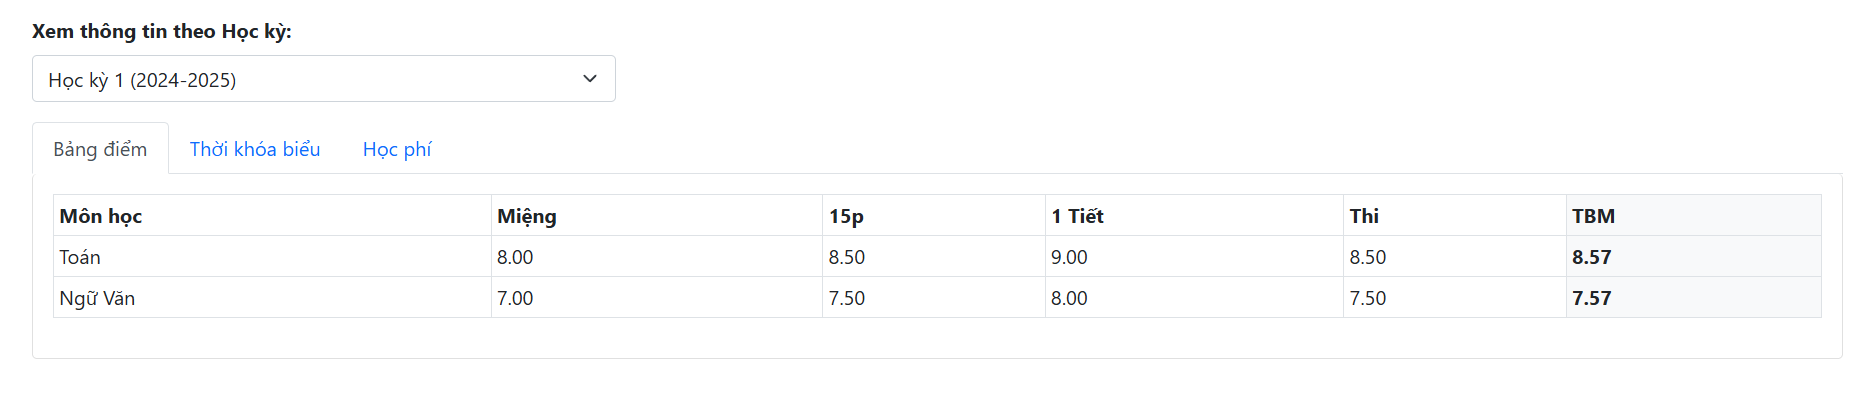 Xem thông tin theo Học kỳ:
Học kỳ 1 (2024-2025)
Bảng điểm Thời khóa biểu Học phí
Môn học Miệng 15p 1 Tiết Thi TBM
Toán 8.00 8.50 9.00 8.50 8.57
Ngữ Văn 7.00 7.50 8.00 7.50 7.57